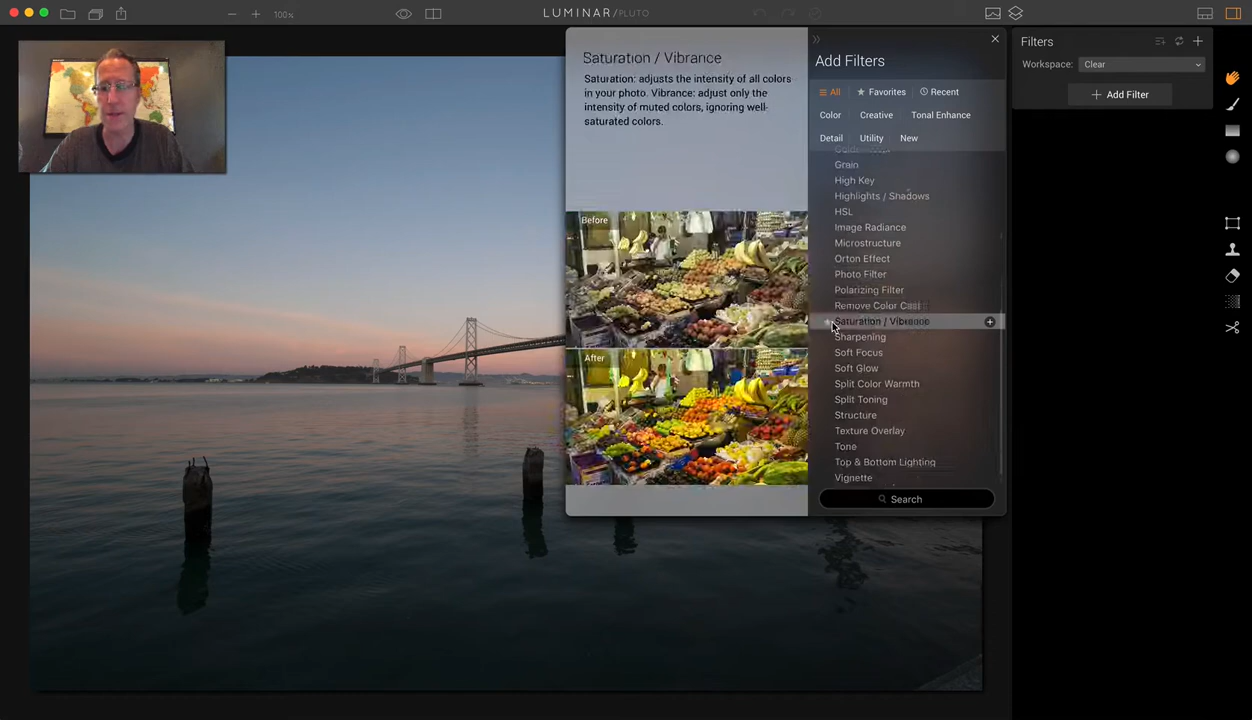 100%
LUMINAR/PLUTO
Saturation / Vibrance
Saturation: adjusts the intensity of all colors
in your photo. Vibrance: adjust only the
intensity of muted colors, ignoring well-
saturated colors.
Before
After
Add Filters
All
Favorites
Recent
Color
Creative
Tonal Enhance
Detail
Utility
New
Grain
High Key
Highlights / Shadows
HSL
Image Radiance
Microstructure
Orton Effect
Photo Filter
Polarizing Filter
Remove Color Cast
Saturation / Vibrance
Sharpening
Soft Focus
Soft Glow
Split Color Warmth
Split Toning
Structure
Texture Overlay
Tone
Top & Bottom Lighting
Vignette
Search
Filters
Workspace: Clear
Add Filter